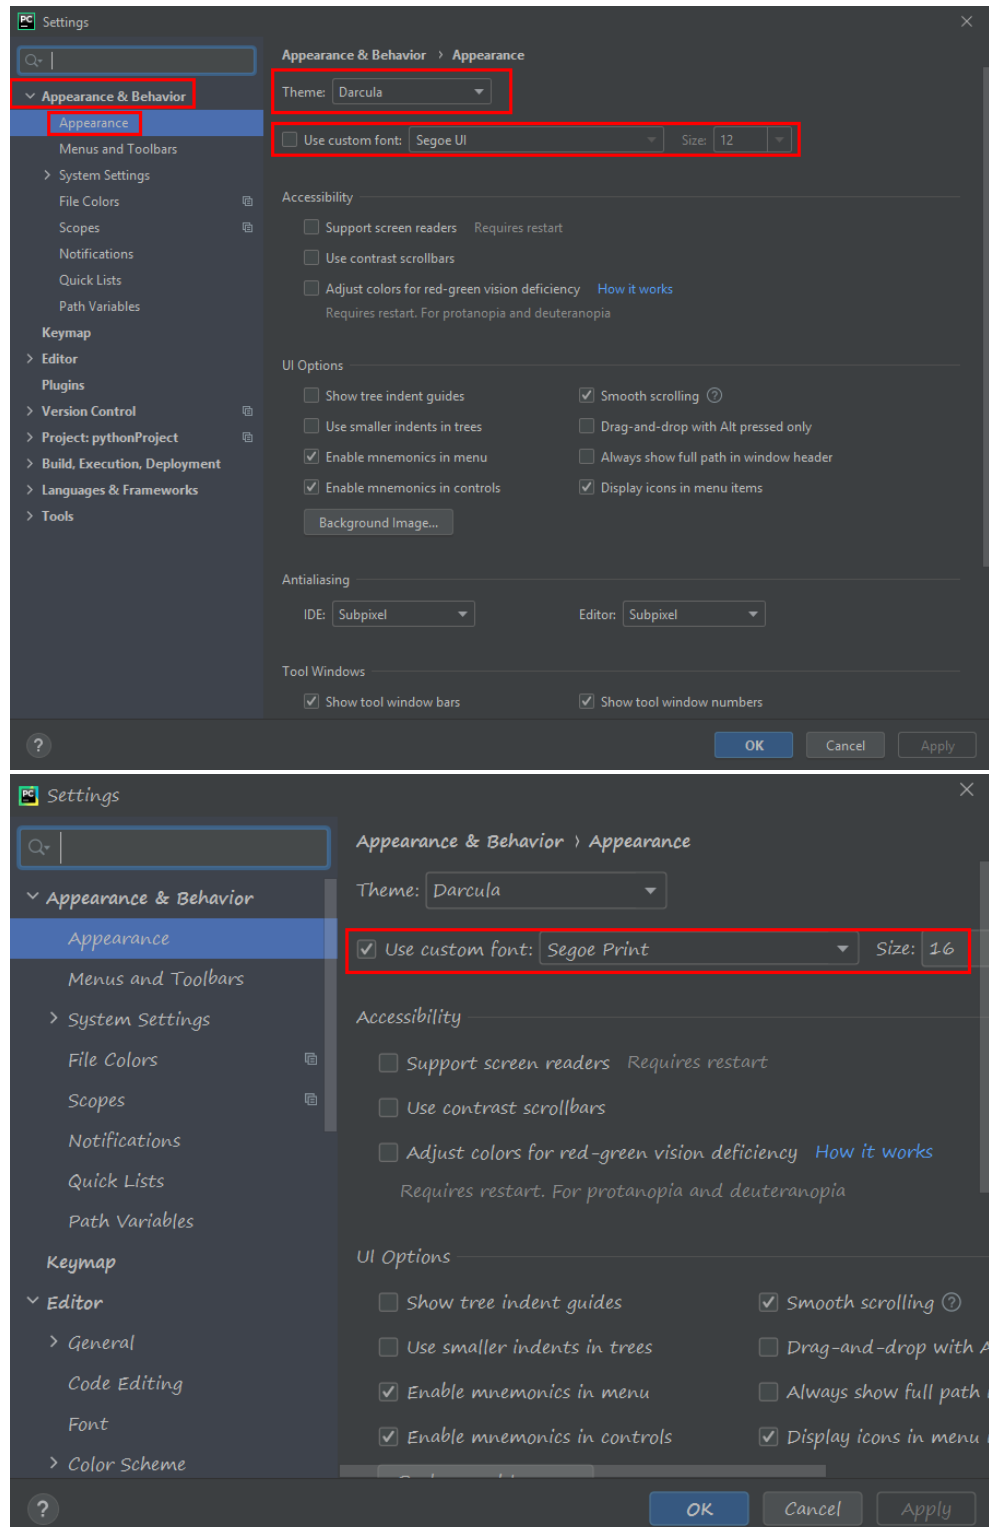 PC Settings
Appearance & Behavior
Appearance
Menus and Toolbars
System Settings
File Colors
Scopes
Notifications
Quick Lists
Path Variables
Keymap
Editor
Plugins
Version Control
Project: pythonProject
Build, Execution, Deployment
Languages & Frameworks
Tools
Appearance & Behavior › Appearance
Theme: Darcula
Use custom font: Segoe UI Size: 12
Accessibility
Support screen readers Requires restart
Use contrast scrollbars
Adjust colors for red-green vision deficiency How it works
Requires restart. For protanopia and deuteranopia
UI Options
Show tree indent guides Smooth scrolling ?
Use smaller indents in trees Drag-and-drop with Alt pressed only
Enable mnemonics in menu Always show full path in window header
Enable mnemonics in controls Display icons in menu items
Background Image...
Antialiasing
IDE: Subpixel Editor: Subpixel
Tool Windows
Show tool window bars Show tool window numbers
? OK Cancel Apply
PC Settings
Appearance & Behavior
Appearance
Menus and Toolbars
System Settings
File Colors
Scopes
Notifications
Quick Lists
Path Variables
Keymap
Editor
General
Code Editing
Font
Color Scheme
Appearance & Behavior › Appearance
Theme: Darcula
Use custom font: Segoe Print Size: 16
Accessibility
Support screen readers Requires restart
Use contrast scrollbars
Adjust colors for red-green vision deficiency How it works
Requires restart. For protanopia and deuteranopia
UI Options
Show tree indent guides Smooth scrolling ?
Use smaller indents in trees Drag-and-drop with A
Enable mnemonics in menu Always show full path
Enable mnemonics in controls Display icons in menu
? OK Cancel Apply